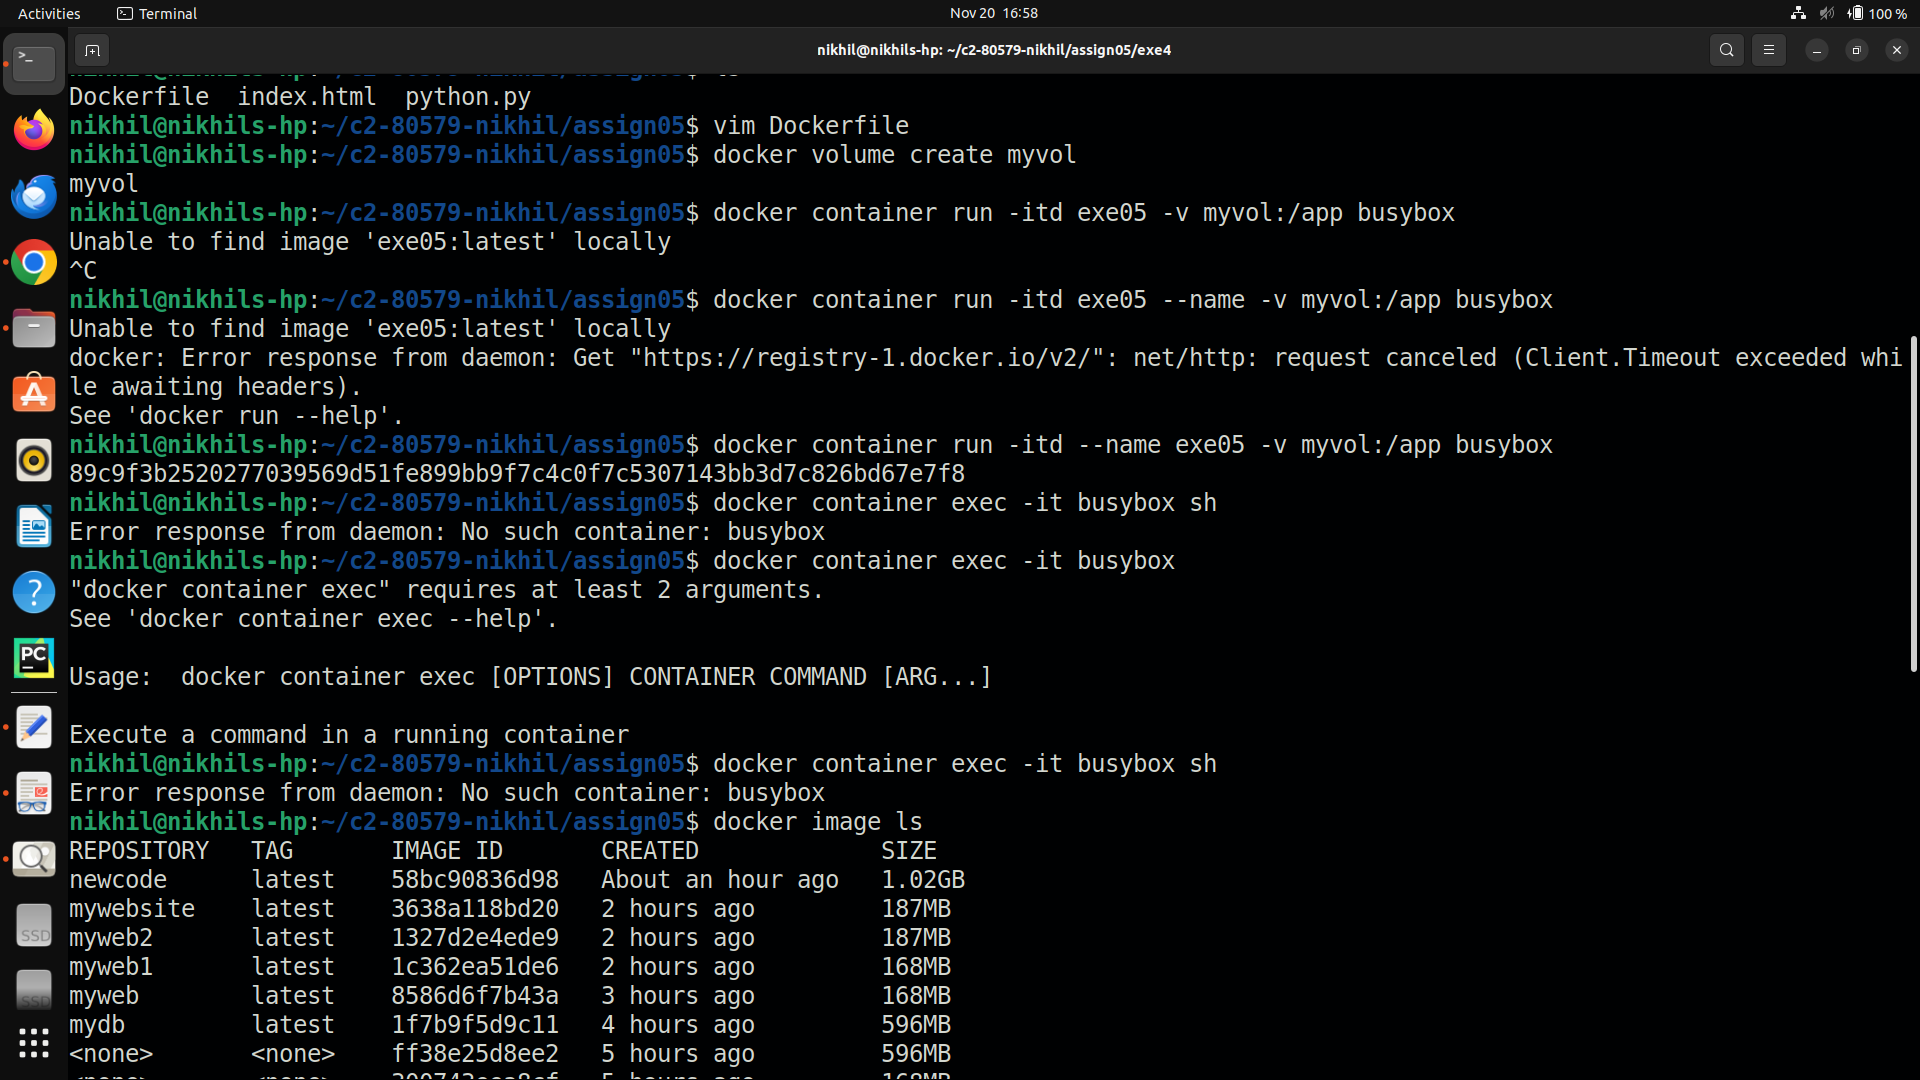 Activities
Terminal
Nov 20 16:58
100 %
nikhil@nikhils-hp: ~/c2-80579-nikhil/assign05/exe4
Dockerfile  index.html  python.py
nikhil@nikhils-hp:~/c2-80579-nikhil/assign05$ vim Dockerfile
nikhil@nikhils-hp:~/c2-80579-nikhil/assign05$ docker volume create myvol
myvol
nikhil@nikhils-hp:~/c2-80579-nikhil/assign05$ docker container run -itd exe05 -v myvol:/app busybox
Unable to find image 'exe05:latest' locally
^C
nikhil@nikhils-hp:~/c2-80579-nikhil/assign05$ docker container run -itd exe05 --name -v myvol:/app busybox
Unable to find image 'exe05:latest' locally
docker: Error response from daemon: Get "https://registry-1.docker.io/v2/": net/http: request canceled (Client.Timeout exceeded whi
le awaiting headers).
See 'docker run --help'.
nikhil@nikhils-hp:~/c2-80579-nikhil/assign05$ docker container run -itd --name exe05 -v myvol:/app busybox
89c9f3b2520277039569d51fe899bb9f7c4c0f7c5307143bb3d7c826bd67e7f8
nikhil@nikhils-hp:~/c2-80579-nikhil/assign05$ docker container exec -it busybox sh
Error response from daemon: No such container: busybox
nikhil@nikhils-hp:~/c2-80579-nikhil/assign05$ docker container exec -it busybox
"docker container exec" requires at least 2 arguments.
See 'docker container exec --help'.
Usage:  docker container exec [OPTIONS] CONTAINER COMMAND [ARG...]
Execute a command in a running container
nikhil@nikhils-hp:~/c2-80579-nikhil/assign05$ docker container exec -it busybox sh
Error response from daemon: No such container: busybox
nikhil@nikhils-hp:~/c2-80579-nikhil/assign05$ docker image ls
REPOSITORY   TAG       IMAGE ID       CREATED             SIZE
newcode      latest    58bc90836d98   About an hour ago   1.02GB
mywebsite    latest    3638a118bd20   2 hours ago         187MB
myweb2       latest    1327d2e4ede9   2 hours ago         187MB
myweb1       latest    1c362ea51de6   2 hours ago         168MB
myweb        latest    8586d6f7b43a   3 hours ago         168MB
mydb         latest    1f7b9f5d9c11   4 hours ago         596MB
<none>       <none>    ff38e25d8ee2   5 hours ago         596MB